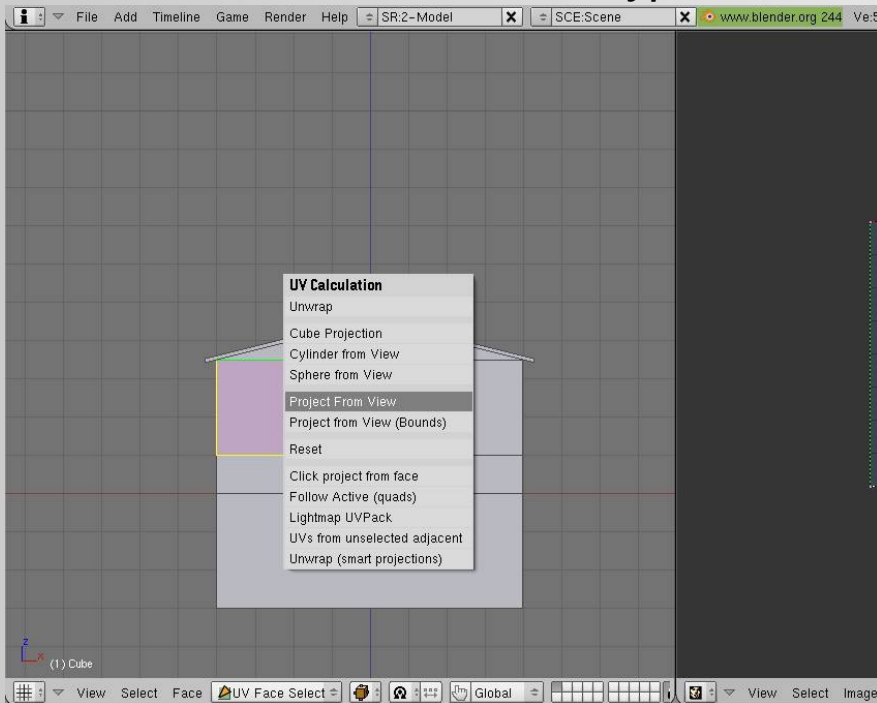 File Add Timeline Game Render Help SR:2-Model X SCE:Scene X www.blender.org 244 Ve:5
UV Calculation
Unwrap
Cube Projection
Cylinder from View
Sphere from View
Project From View
Project from View (Bounds)
Reset
Click project from face
Follow Active (quads)
Lightmap UVPack
UVs from unselected adjacent
Unwrap (smart projections)
z
x
(1) Cube
View Select Face UV Face Select Global View Select Image